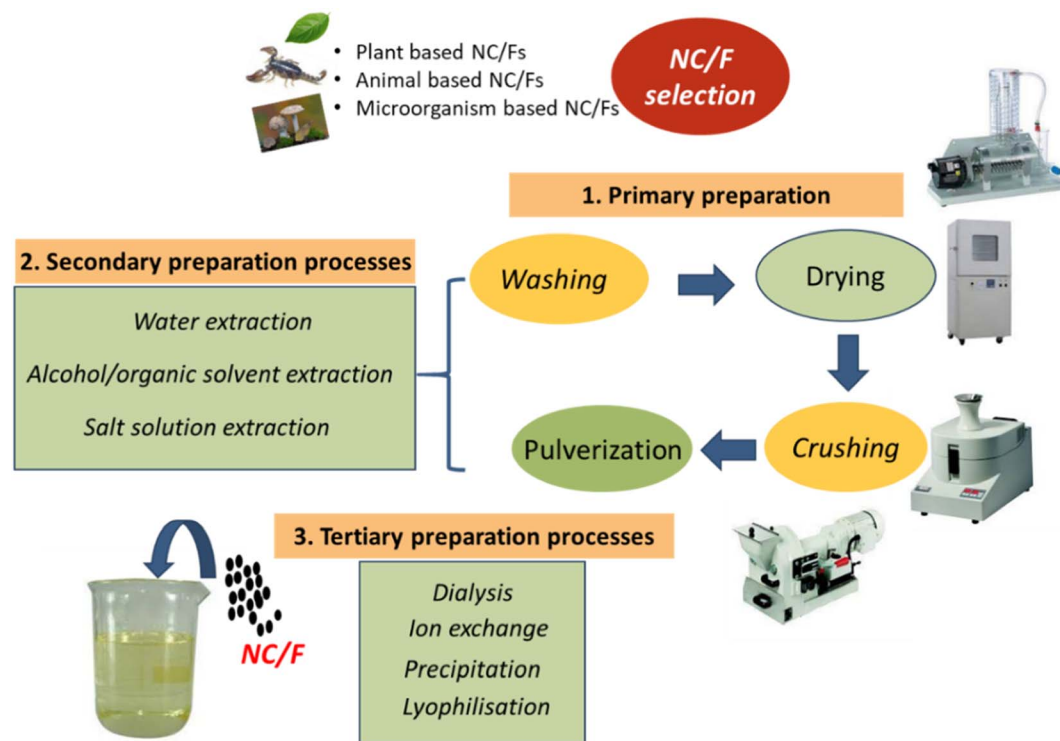 • Plant based NC/Fs
• Animal based NC/Fs
• Microorganism based NC/Fs
NC/F
selection
1. Primary preparation
2. Secondary preparation processes
Washing
Drying
Water extraction
Alcohol/organic solvent extraction
Salt solution extraction
Pulverization
Crushing
3. Tertiary preparation processes
NC/F
Dialysis
Ion exchange
Precipitation
Lyophilisation